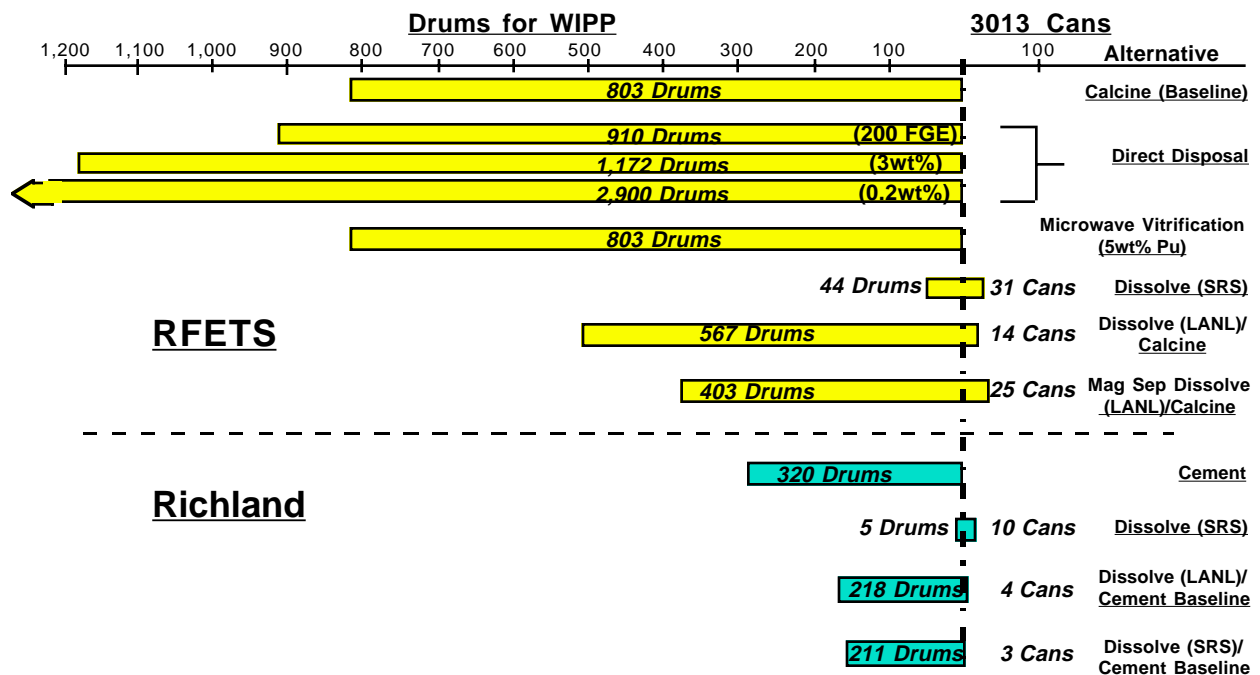 Drums for WIPP 3013 Cans
1,200 1,100 1,000 900 800 700 600 500 400 300 200 100 100 Alternative
803 Drums Calcine (Baseline)
910 Drums (200 FGE)
1,172 Drums (3wt%) Direct Disposal
2,900 Drums (0.2wt%)
803 Drums Microwave Vitrification
(5wt% Pu)
44 Drums 31 Cans Dissolve (SRS)
RFETS
567 Drums 14 Cans Dissolve (LANL)/
Calcine
403 Drums 25 Cans Mag Sep Dissolve
(LANL)/Calcine
320 Drums Cement
Richland
5 Drums 10 Cans Dissolve (SRS)
218 Drums 4 Cans Dissolve (LANL)/
Cement Baseline
211 Drums 3 Cans Dissolve (SRS)/
Cement Baseline